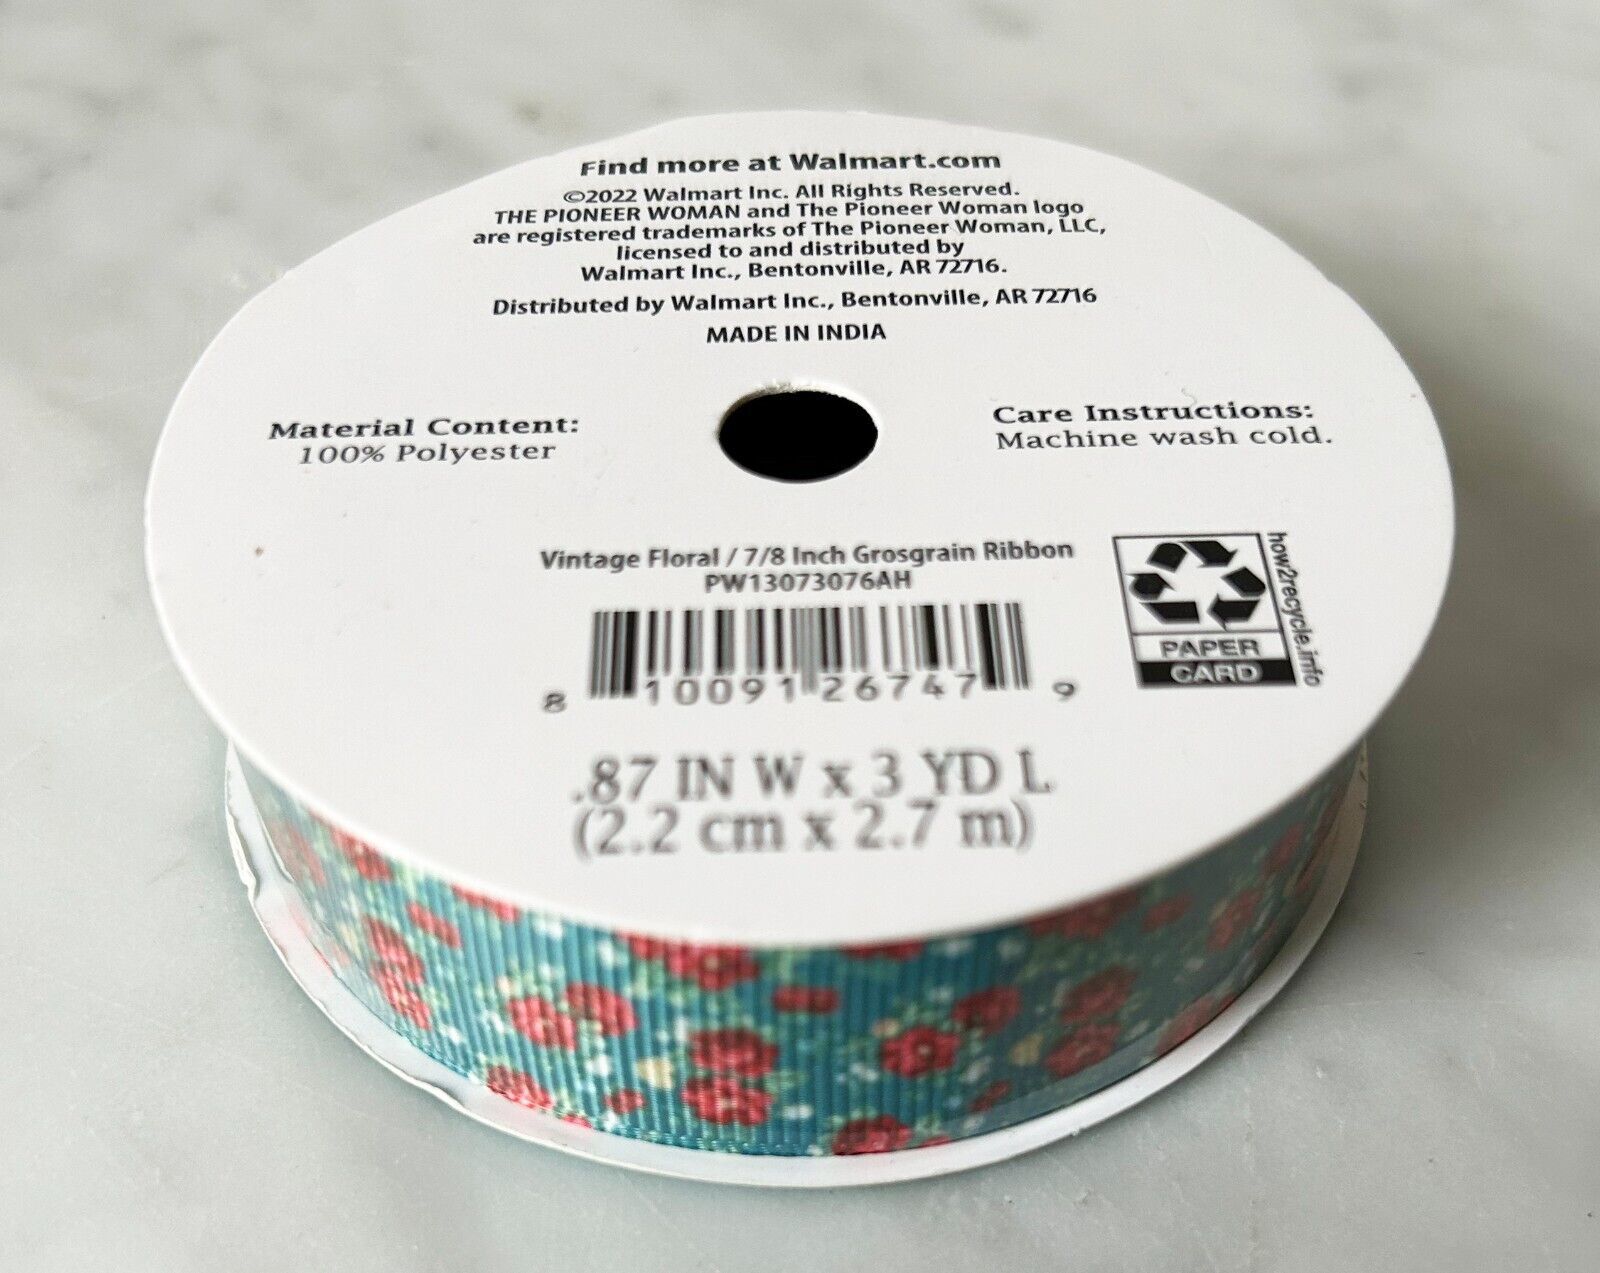 Find more at Walmart.com
©2022 Walmart Inc. All Rights Reserved.
THE PIONEER WOMAN and The Pioneer Woman logo
are registered trademarks of The Pioneer Woman, LLC,
licensed to and distributed by
Walmart Inc., Bentonville, AR 72716.
Distributed by Walmart Inc., Bentonville, AR 72716
MADE IN INDIA
Material Content:
100% Polyester
Care Instructions:
Machine wash cold.
Vintage Floral / 7/8 Inch Grosgrain Ribbon
PW13073076AH
8 10091 26747 9
how2recycle.info
PAPER
CARD
.87 IN W x 3 YD L
(2.2 cm x 2.7 m)